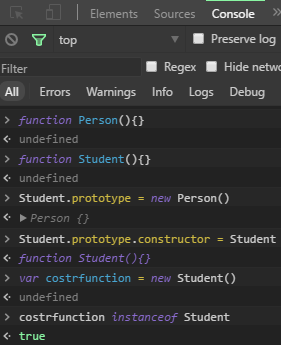 Elements Sources Console »
top ▼ Preserve log
Filter Regex Hide netw
All Errors Warnings Info Logs Debug
> function Person(){}
< undefined
> function Student(){}
< undefined
> Student.prototype = new Person()
< ▶ Person {}
> Student.prototype.constructor = Student
< function Student(){}
> var costrfunction = new Student()
< undefined
> costrfunction instanceof Student
< true